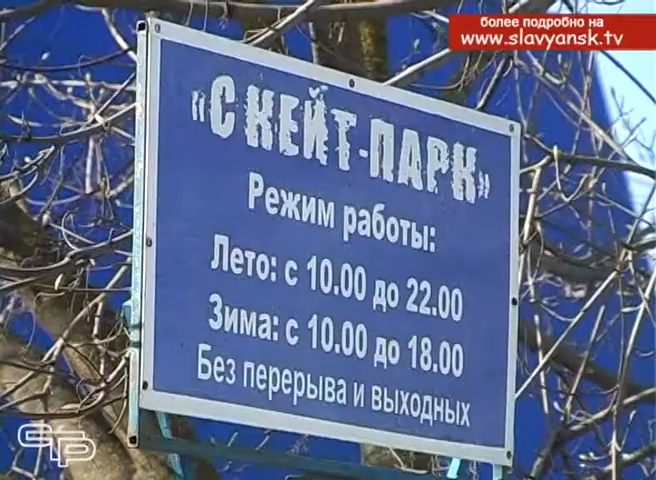 более подробно на
www.slavyansk.tv
«СКЕЙТ-ПАРК»
Режим работы:
Лето: с 10.00 до 22.00
Зима: с 10.00 до 18.00
Без перерыва и выходных
СТР